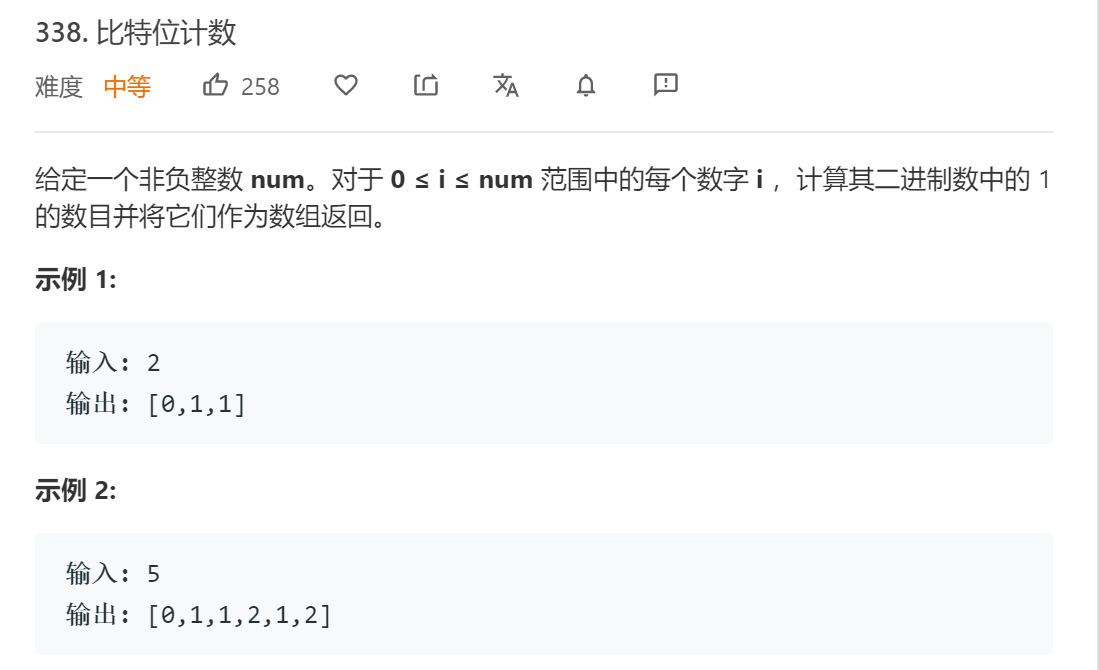 338. 比特位计数
难度 中等 258
给定一个非负整数 num。对于 0 ≤ i ≤ num 范围中的每个数字 i ，计算其二进制数中的 1
的数目并将它们作为数组返回。
示例 1:
输入: 2
输出: [0,1,1]
示例 2:
输入: 5
输出: [0,1,1,2,1,2]